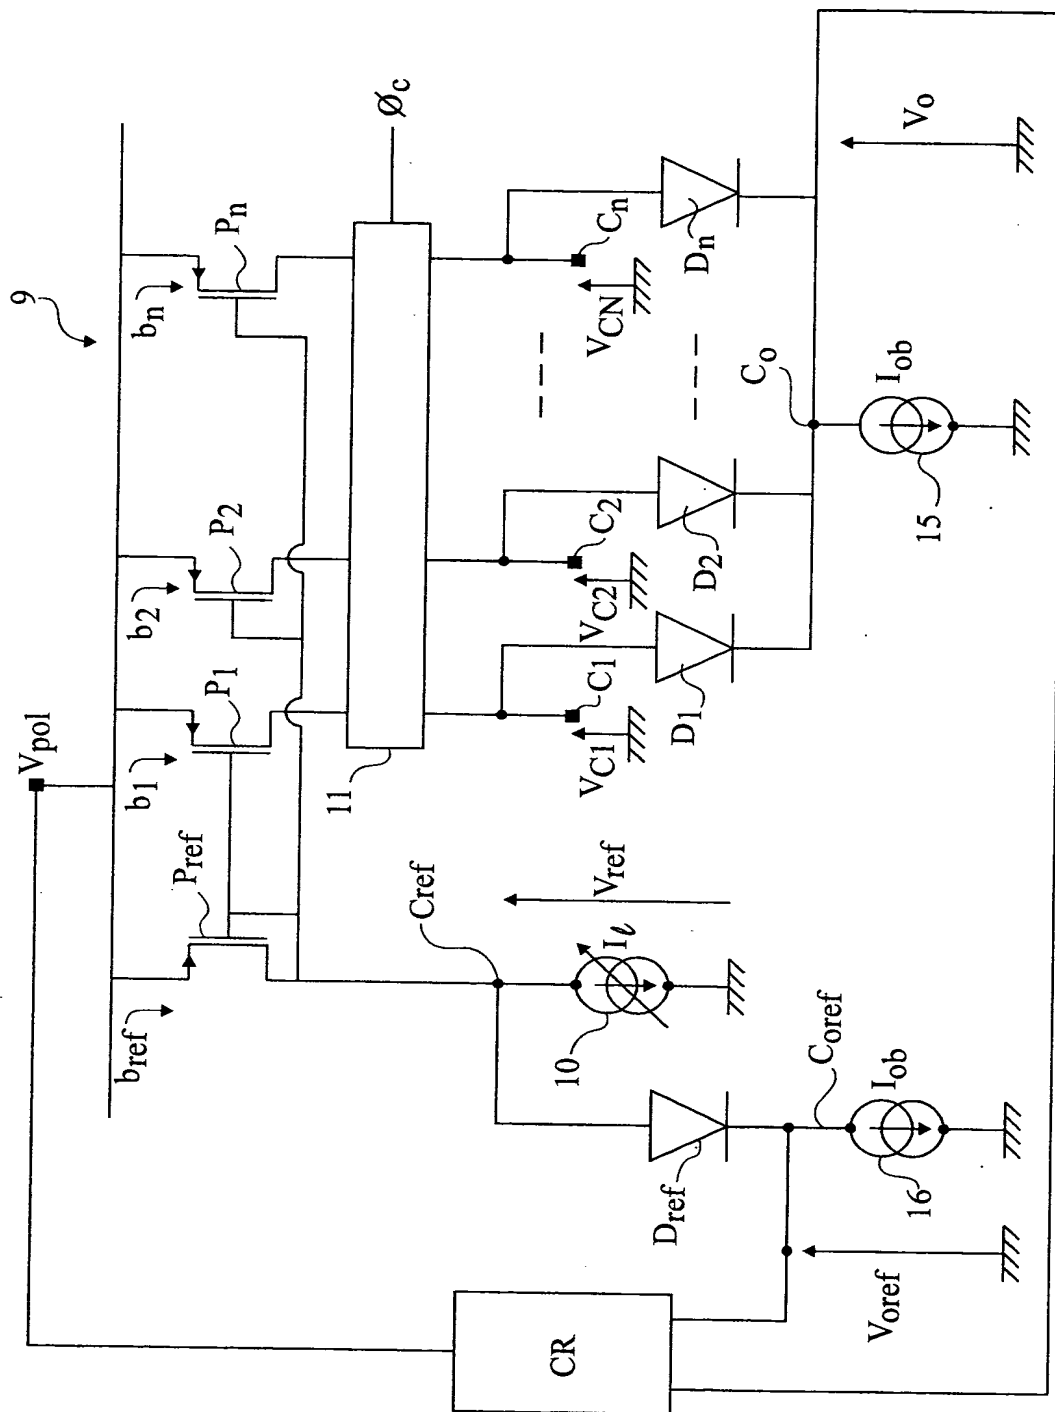 9
Vpol
bref
Pref
b1
P1
b2
P2
bn
Pn
11
Øc
Cref
Vref
10
Iℓ
VC1
C1
VC2
C2
VCN
Cn
Dref
D1
D2
Dn
Coref
Iob
16
Voref
Co
Iob
15
Vo
CR